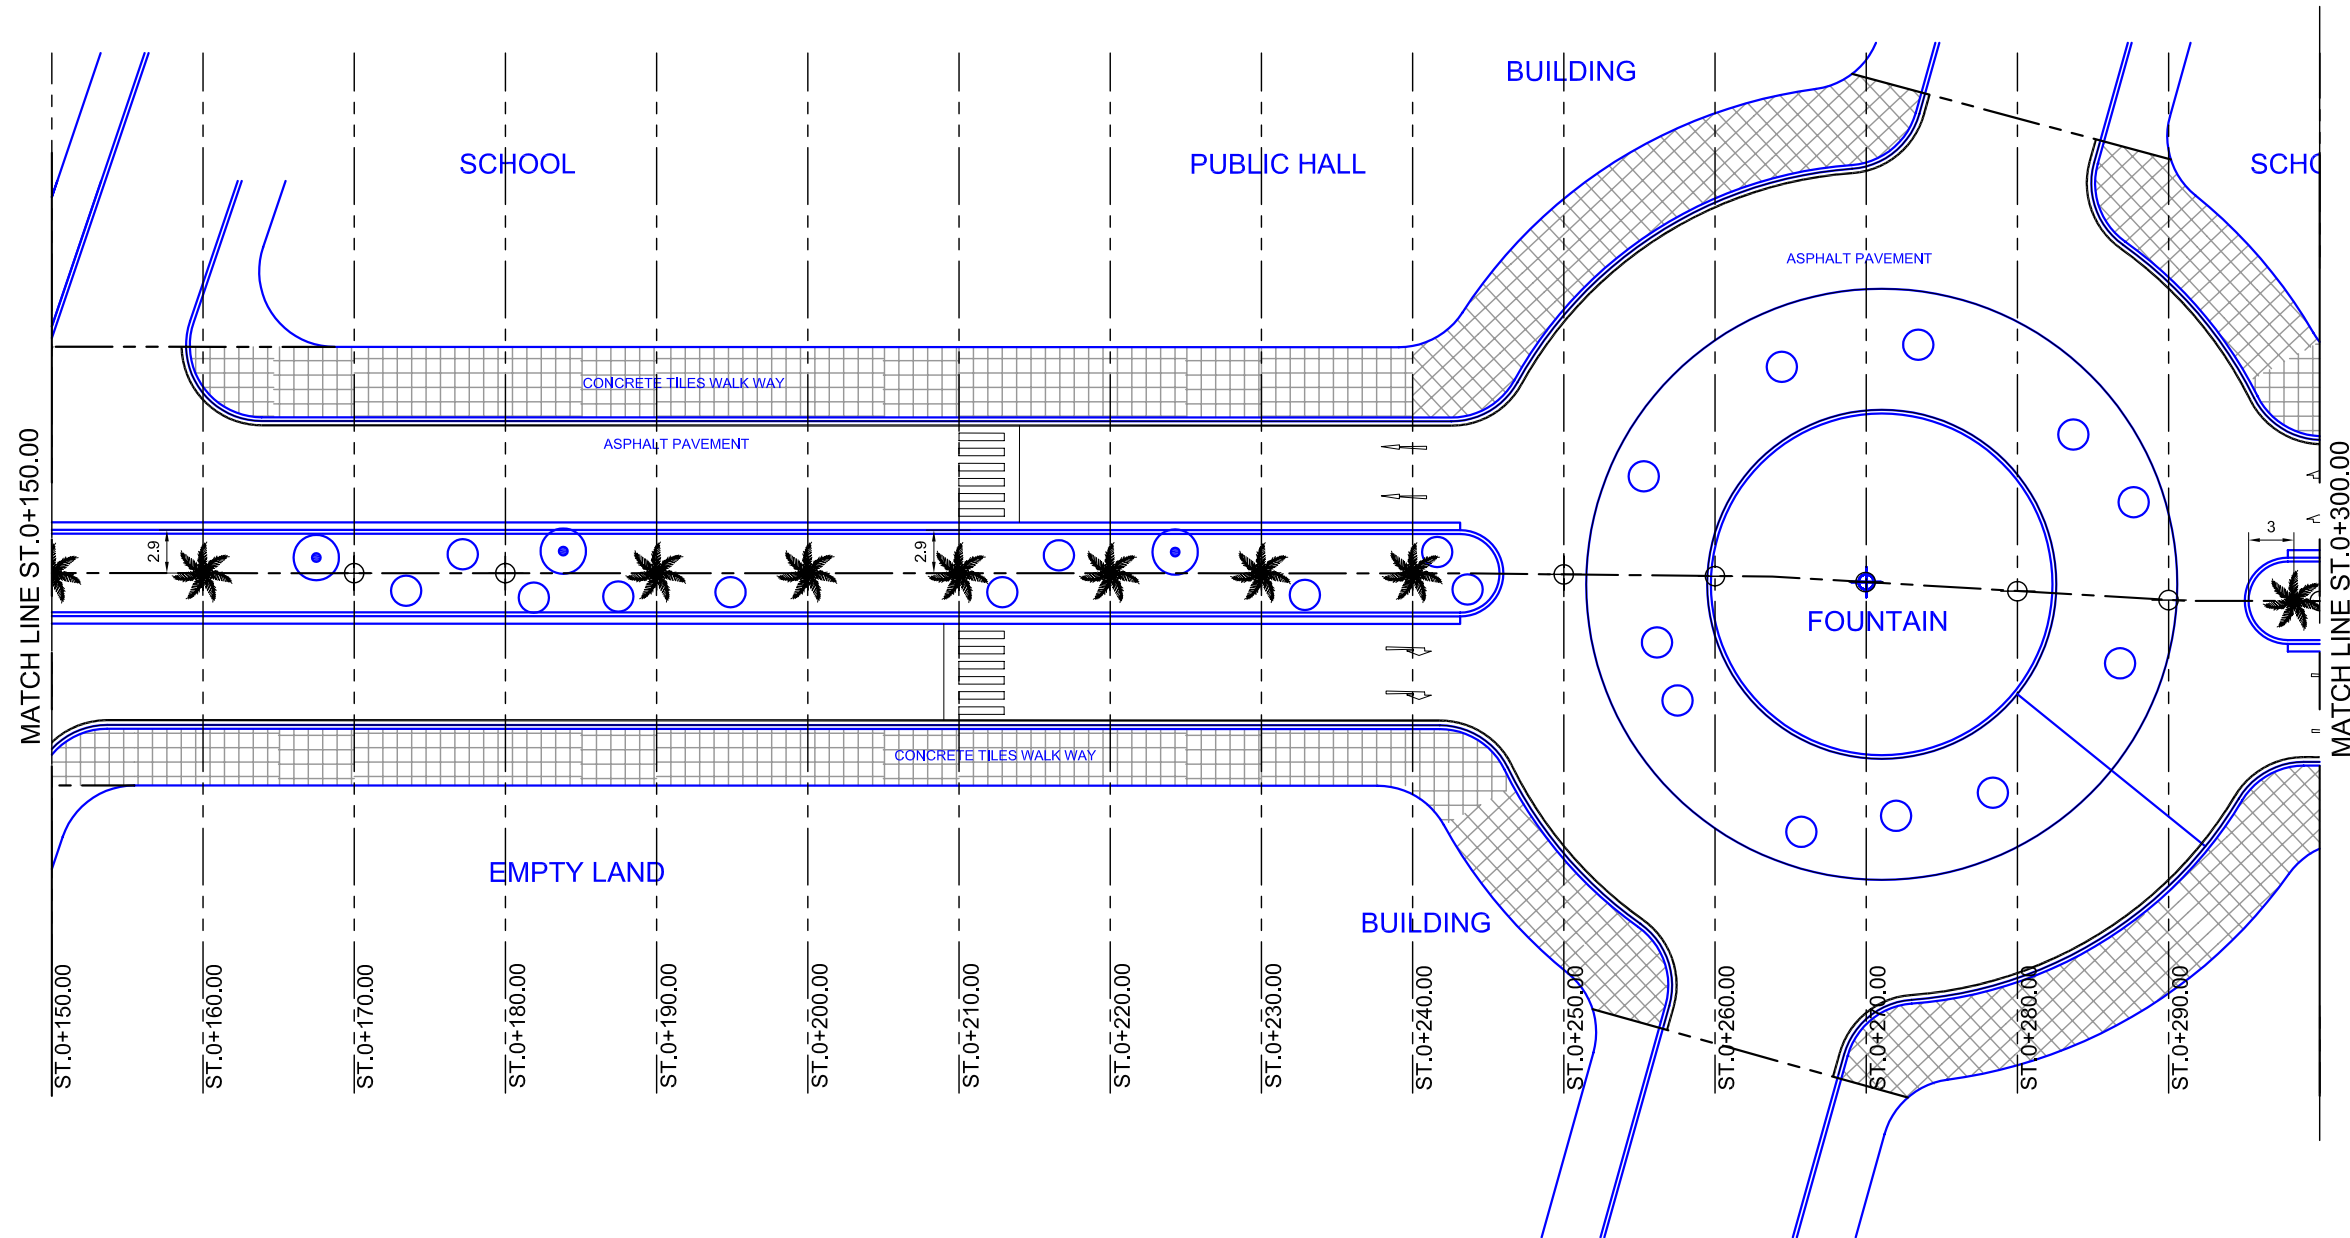 BUILDING
SCHOOL
PUBLIC HALL
SCHO
ASPHALT PAVEMENT
CONCRETE TILES WALK WAY
ASPHALT PAVEMENT
MATCH LINE ST.0+150.00
2.9
2.9
3
MATCH LINE ST.0+300.00
FOUNTAIN
CONCRETE TILES WALK WAY
EMPTY LAND
BUILDING
ST.0+150.00
ST.0+160.00
ST.0+170.00
ST.0+180.00
ST.0+190.00
ST.0+200.00
ST.0+210.00
ST.0+220.00
ST.0+230.00
ST.0+240.00
ST.0+250.00
ST.0+260.00
ST.0+270.00
ST.0+280.00
ST.0+290.00